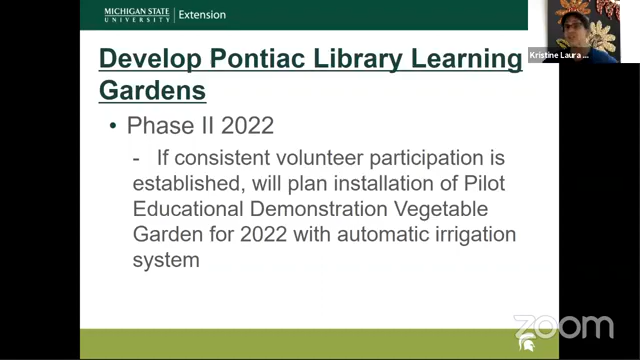 MICHIGAN STATE
UNIVERSITY
Extension
Kristine Laura ...
Develop Pontiac Library Learning
Gardens
• Phase II 2022
- If consistent volunteer participation is
established, will plan installation of Pilot
Educational Demonstration Vegetable
Garden for 2022 with automatic irrigation
system
zoom